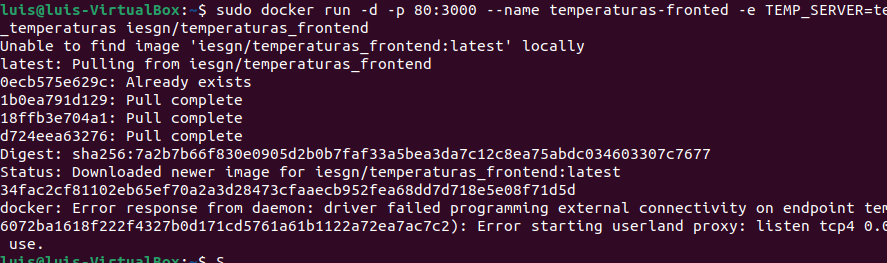 luis@luis-VirtualBox:~$ sudo docker run -d -p 80:3000 --name temperaturas-fronted -e TEMP_SERVER=te
_temperaturas iesgn/temperaturas_frontend
Unable to find image 'iesgn/temperaturas_frontend:latest' locally
latest: Pulling from iesgn/temperaturas_frontend
0ecb575e629c: Already exists
1b0ea791d129: Pull complete
18ffb3e704a1: Pull complete
d724eea63276: Pull complete
Digest: sha256:7a2b7b66f830e0905d2b0b7faf33a5bea3da7c12c8ea75abdc034603307c7677
Status: Downloaded newer image for iesgn/temperaturas_frontend:latest
34fac2cf81102eb65ef70a2a3d28473cfaaecb952fea68dd7d718e5e08f71d5d
docker: Error response from daemon: driver failed programming external connectivity on endpoint tem
6072ba1618f222f4327b0d171cd5761a61b1122a72ea7ac7c2): Error starting userland proxy: listen tcp4 0.0
 use.
luis@luis-VirtualBox:~$